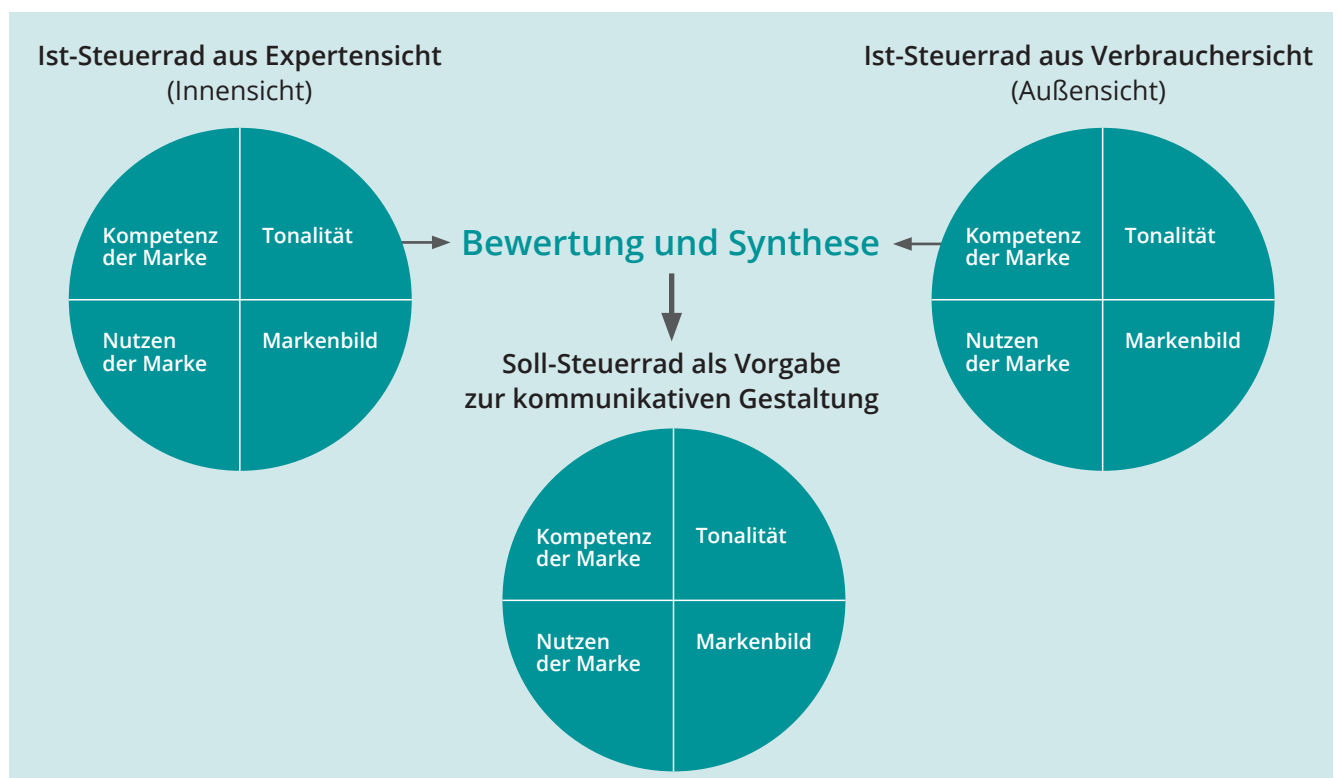 Ist-Steuerrad aus Expertensicht
(Innensicht)
Kompetenz
der Marke
Tonalität
Nutzen
der Marke
Markenbild
Ist-Steuerrad aus Verbrauchersicht
(Außensicht)
Kompetenz
der Marke
Tonalität
Nutzen
der Marke
Markenbild
Bewertung und Synthese
Soll-Steuerrad als Vorgabe
zur kommunikativen Gestaltung
Kompetenz
der Marke
Tonalität
Nutzen
der Marke
Markenbild